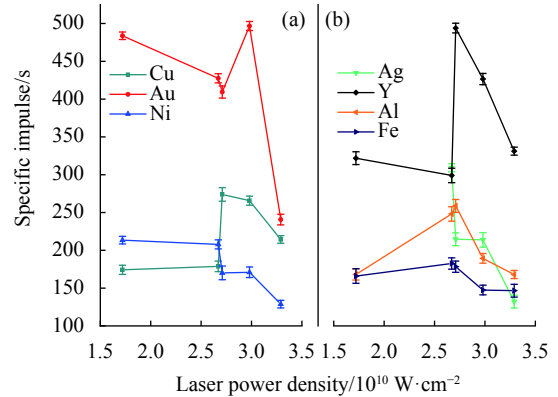 500
450
400
350
300
250
200
150
100
Specific impulse/s
(a)
Cu
Au
Ni
(b)
Ag
Y
Al
Fe
1.5 2.0 2.5 3.0 3.5 1.5 2.0 2.5 3.0 3.5
Laser power density/10¹⁰ W·cm⁻²